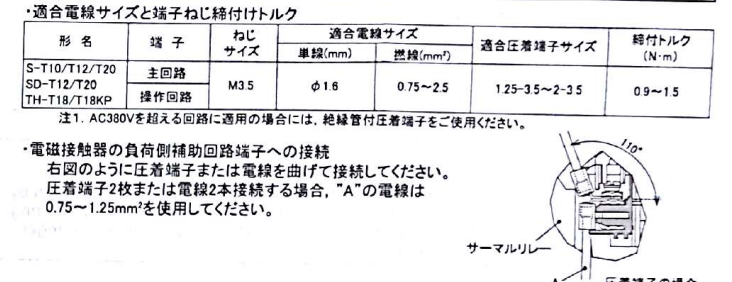 ・適合電線サイズと端子ねじ締付けトルク
形 名 端 子 ねじサイズ 適合電線サイズ 適合圧着端子サイズ 締付トルク(N·m)
単線(mm) 撚線(mm²)
S-T10/T12/T20 主回路 M3.5 φ1.6 0.75~2.5 1.25-3.5~2-3.5 0.9~1.5
SD-T12/T20
TH-T18/T18KP 操作回路
注1. AC380Vを超える回路に適用の場合には、絶縁管付圧着端子をご使用ください。
・電磁接触器の負荷側補助回路端子への接続
右図のように圧着端子または電線を曲げて接続してください。
圧着端子2枚または電線2本接続する場合, "A"の電線は
0.75~1.25mm²を使用してください。
110°
サーマルリレー
A
圧着端子の場合